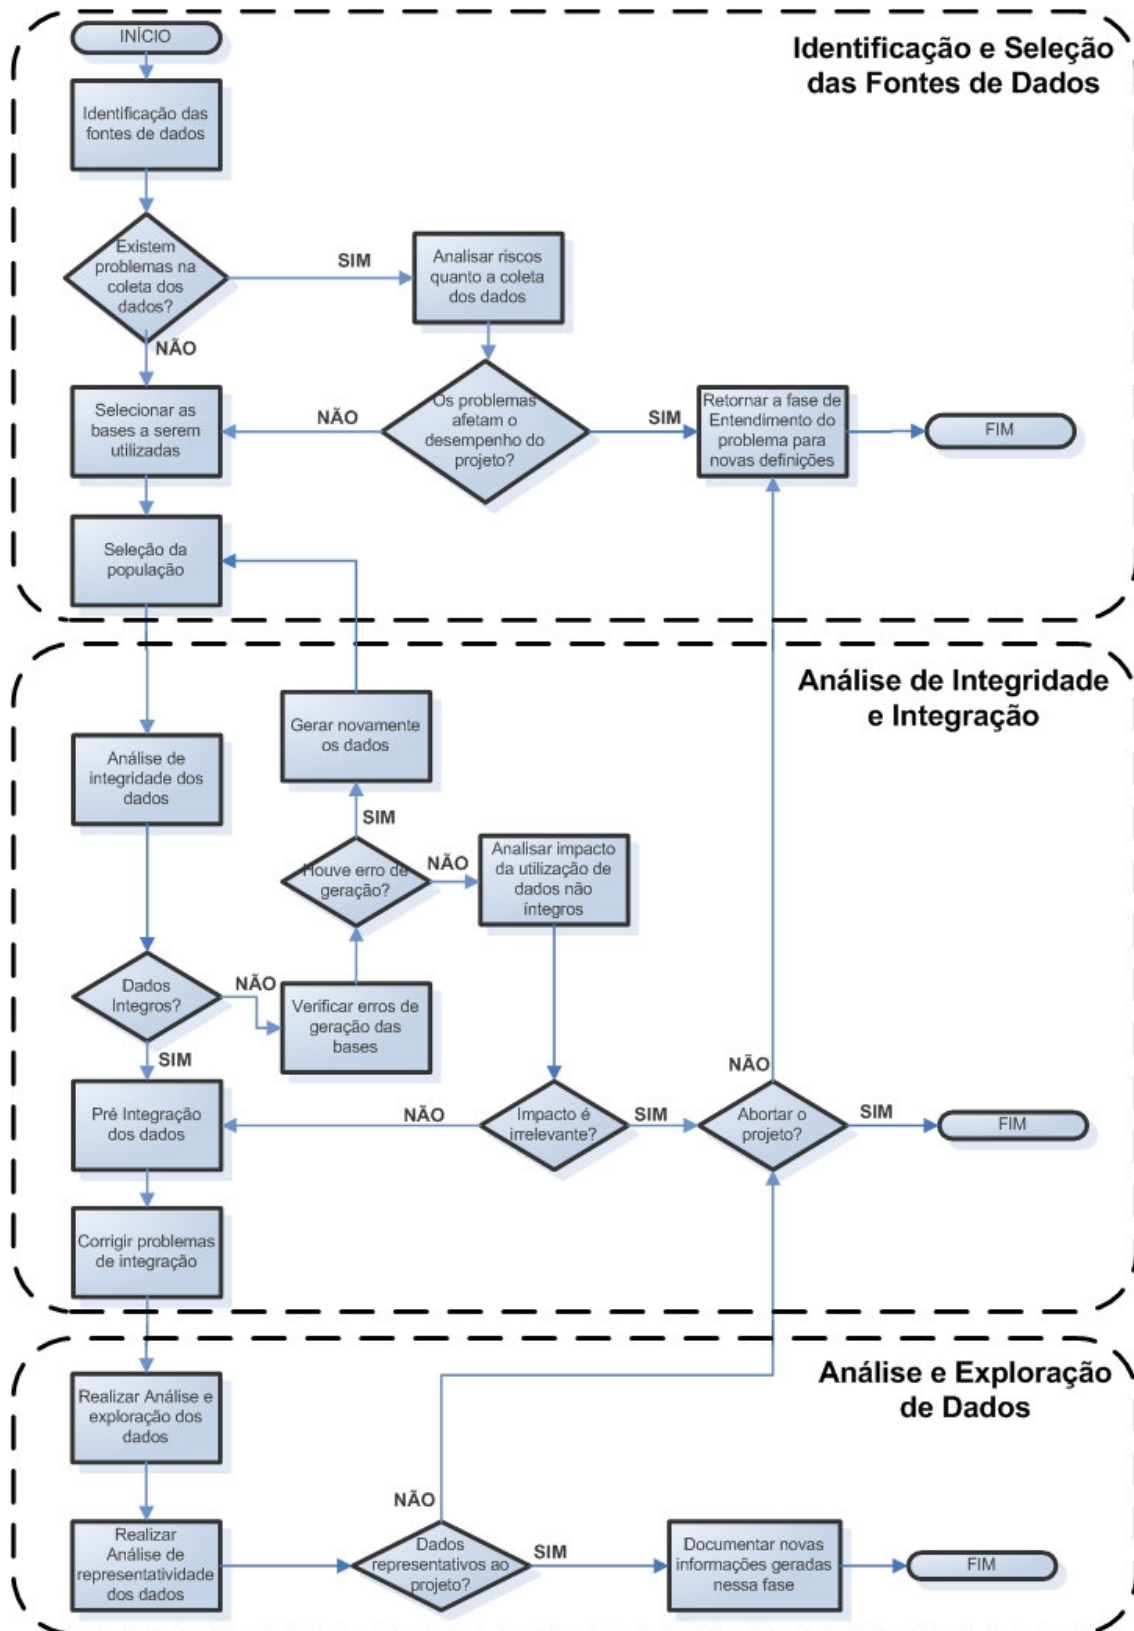 INÍCIO
Identificação e Seleção
das Fontes de Dados
Identificação das
fontes de dados
Existem
problemas na
coleta dos
dados?
SIM
Analisar riscos
quanto a coleta
dos dados
NÃO
Selecionar as
bases a serem
utilizadas
NÃO
Os problemas
afetam o
desempenho do
projeto?
SIM
Retornar a fase de
Entendimento do
problema para
novas definições
FIM
Seleção da
população
Análise de Integridade
e Integração
Gerar novamente
os dados
Análise de
integridade dos
dados
SIM
Houve erro de
geração?
NÃO
Analisar impacto
da utilização de
dados não
íntegros
Dados
Integros?
NÃO
Verificar erros de
geração das
bases
SIM
Pré Integração
dos dados
NÃO
Impacto é
irrelevante?
SIM
NÃO
Abortar o
projeto?
SIM
FIM
Corrigir problemas
de integração
Análise e Exploração
de Dados
Realizar Análise e
exploração dos
dados
NÃO
Realizar
Análise de
representatividade
dos dados
Dados
representativos ao
projeto?
SIM
Documentar novas
informações geradas
nessa fase
FIM